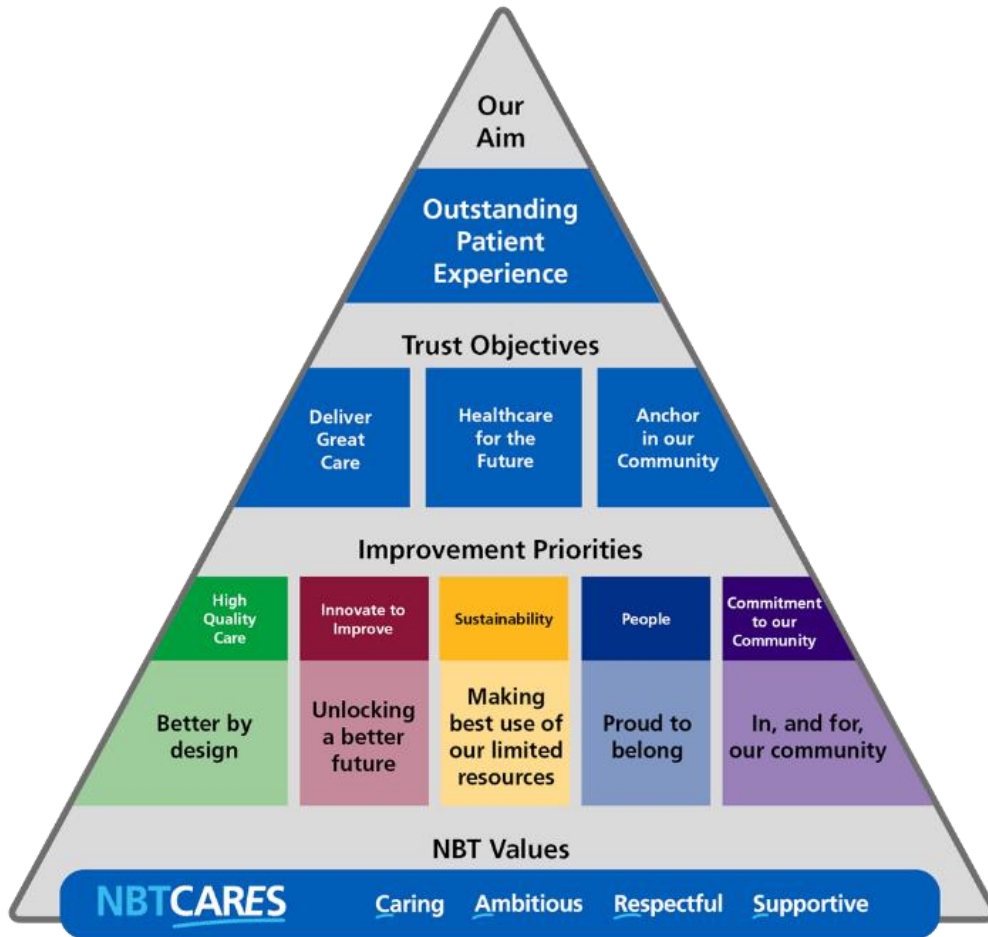 Our
Aim
Outstanding
Patient
Experience
Trust Objectives
Deliver
Great
Care
Healthcare
for the
Future
Anchor
in our
Community
Improvement Priorities
High
Quality
Care
Innovate to
Improve
Sustainability
People
Commitment
to our
Community
Better by
design
Unlocking
a better
future
Making
best use of
our limited
resources
Proud to
belong
In, and for,
our community
NBT Values
NBTCARES Caring Ambitious Respectful Supportive